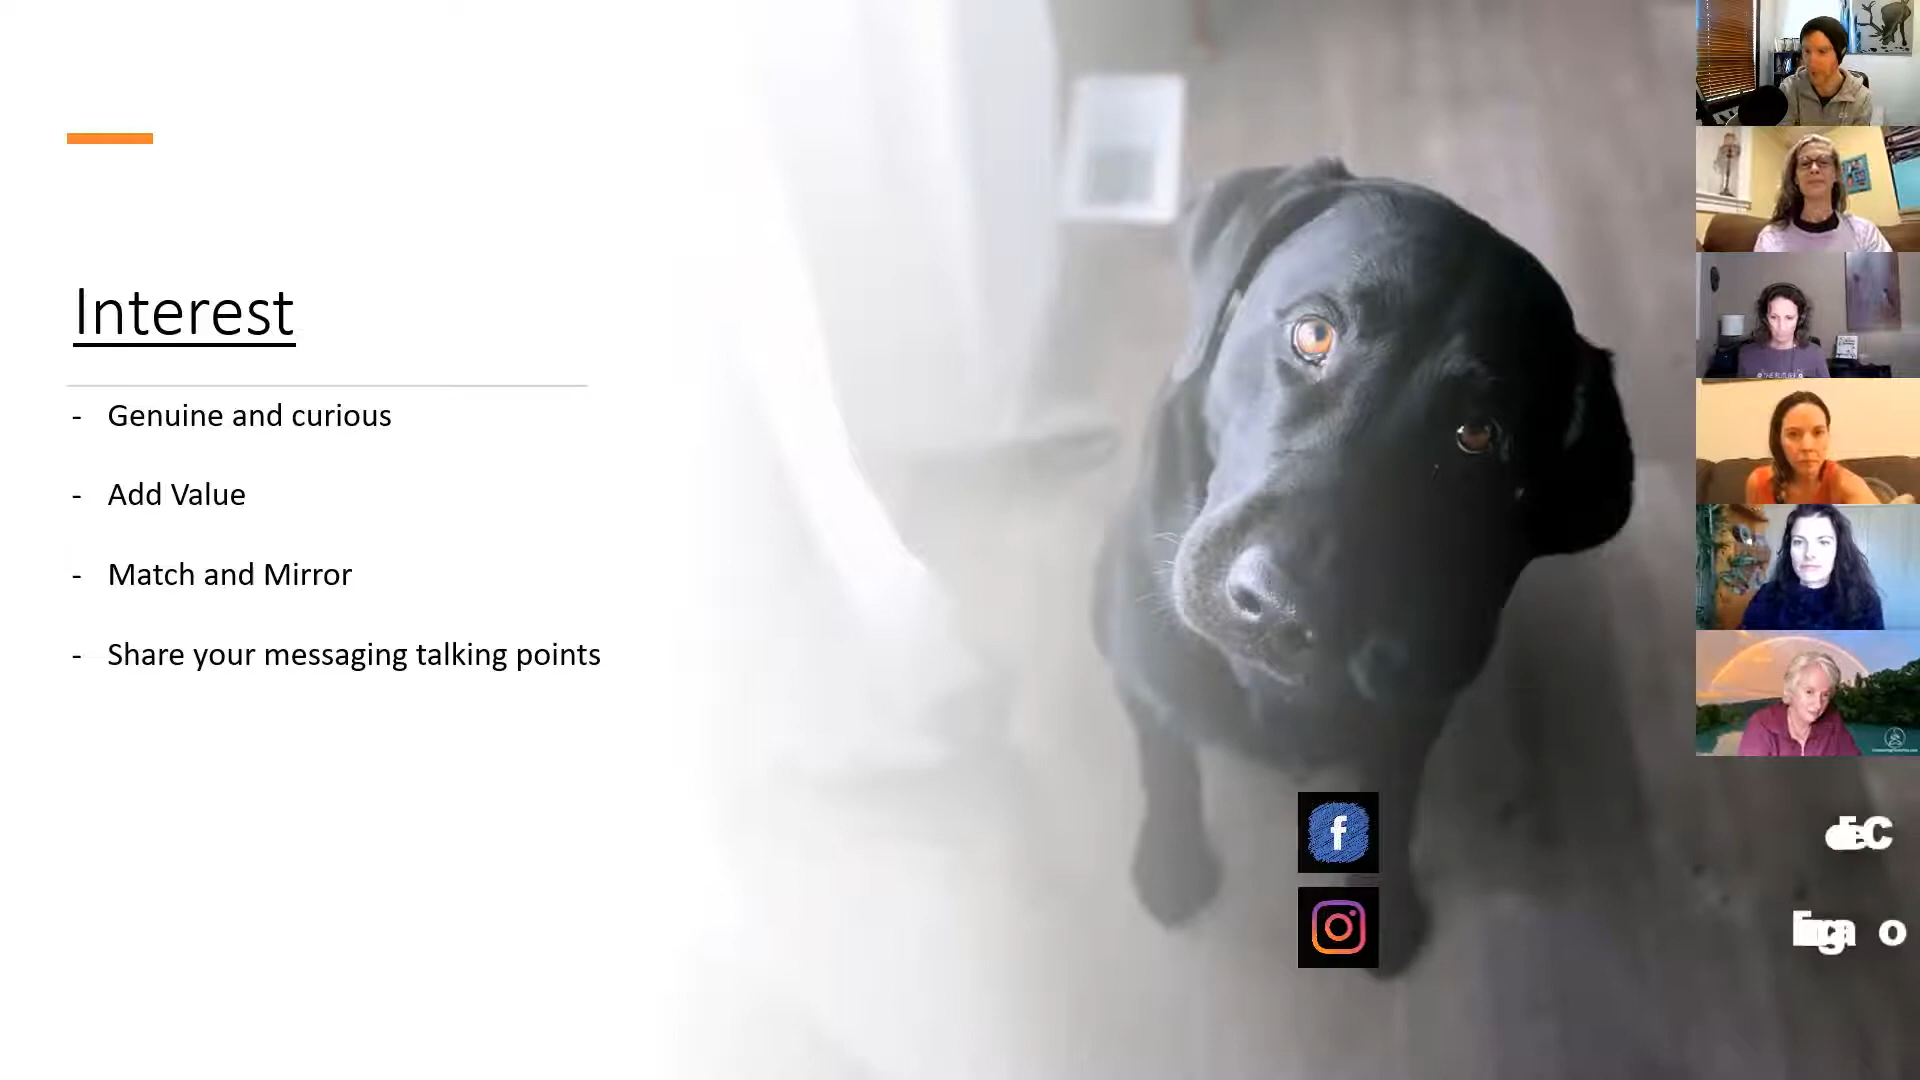 Interest
- Genuine and curious
- Add Value
- Match and Mirror
- Share your messaging talking points
f